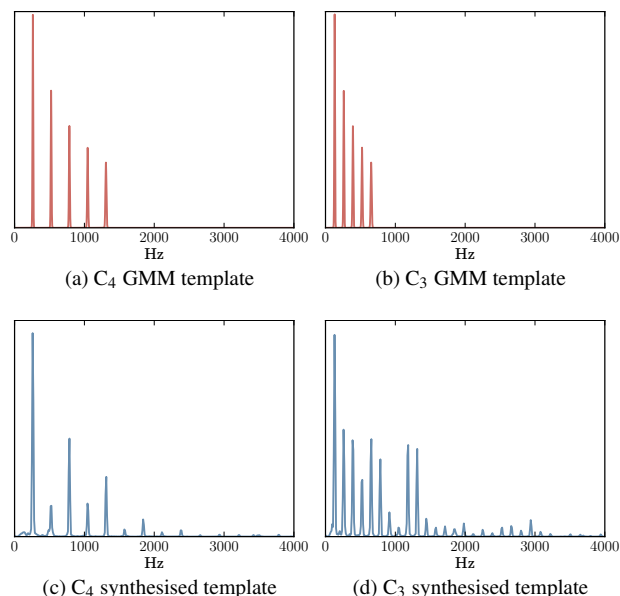 0 1000 2000 3000 4000
Hz
(a) C₄ GMM template
0 1000 2000 3000 4000
Hz
(b) C₃ GMM template
0 1000 2000 3000 4000
Hz
(c) C₄ synthesised template
0 1000 2000 3000 4000
Hz
(d) C₃ synthesised template